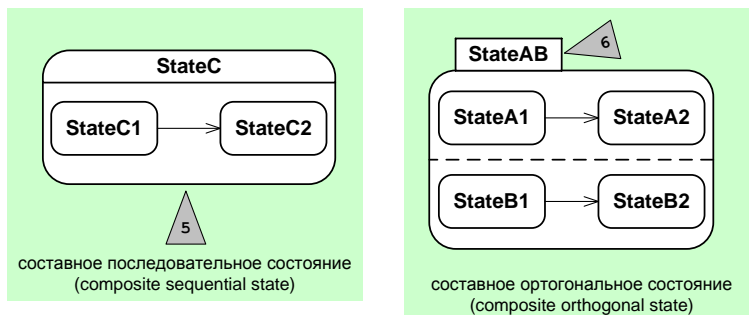 StateC
StateC1
StateC2
5
составное последовательное состояние
(composite sequential state)
StateAB
6
StateA1
StateA2
StateB1
StateB2
составное ортогональное состояние
(composite orthogonal state)